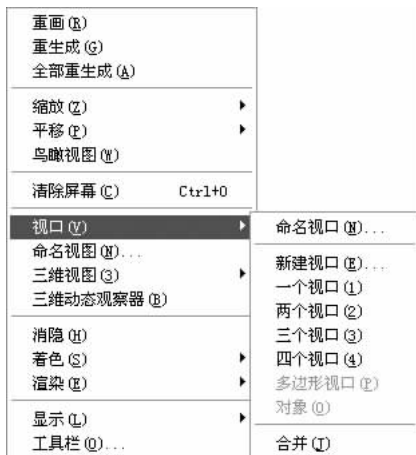 重画(R)
重生成(G)
全部重生成(A)
缩放(Z)
平移(P)
鸟瞰视图(W)
清除屏幕(C) Ctrl+0
视口(V)
命名视图(N)...
三维视图(3)
三维动态观察器(B)
消隐(H)
着色(S)
渲染(E)
显示(L)
工具栏(O)...
命名视口(N)...
新建视口(E)...
一个视口(1)
两个视口(2)
三个视口(3)
四个视口(4)
多边形视口(P)
对象(O)
合并(J)